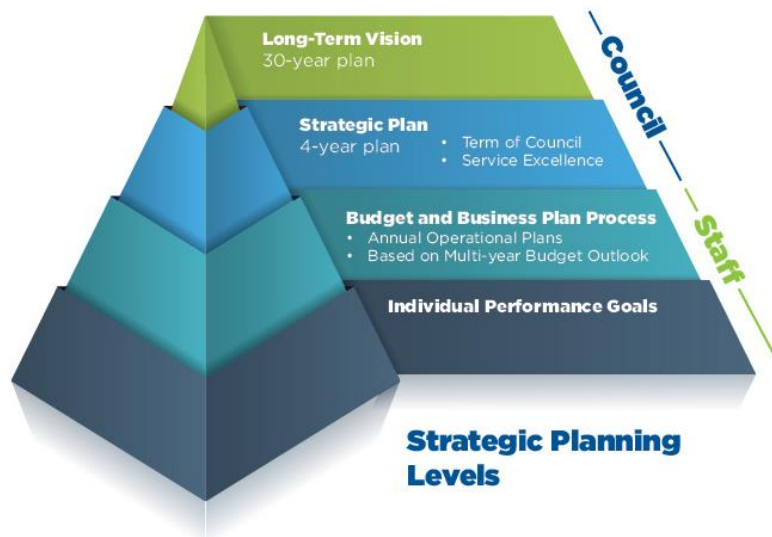 Long-Term Vision
30-year plan
Council
Strategic Plan
4-year plan
• Term of Council
• Service Excellence
Staff
Budget and Business Plan Process
• Annual Operational Plans
• Based on Multi-year Budget Outlook
Individual Performance Goals
Strategic Planning
Levels